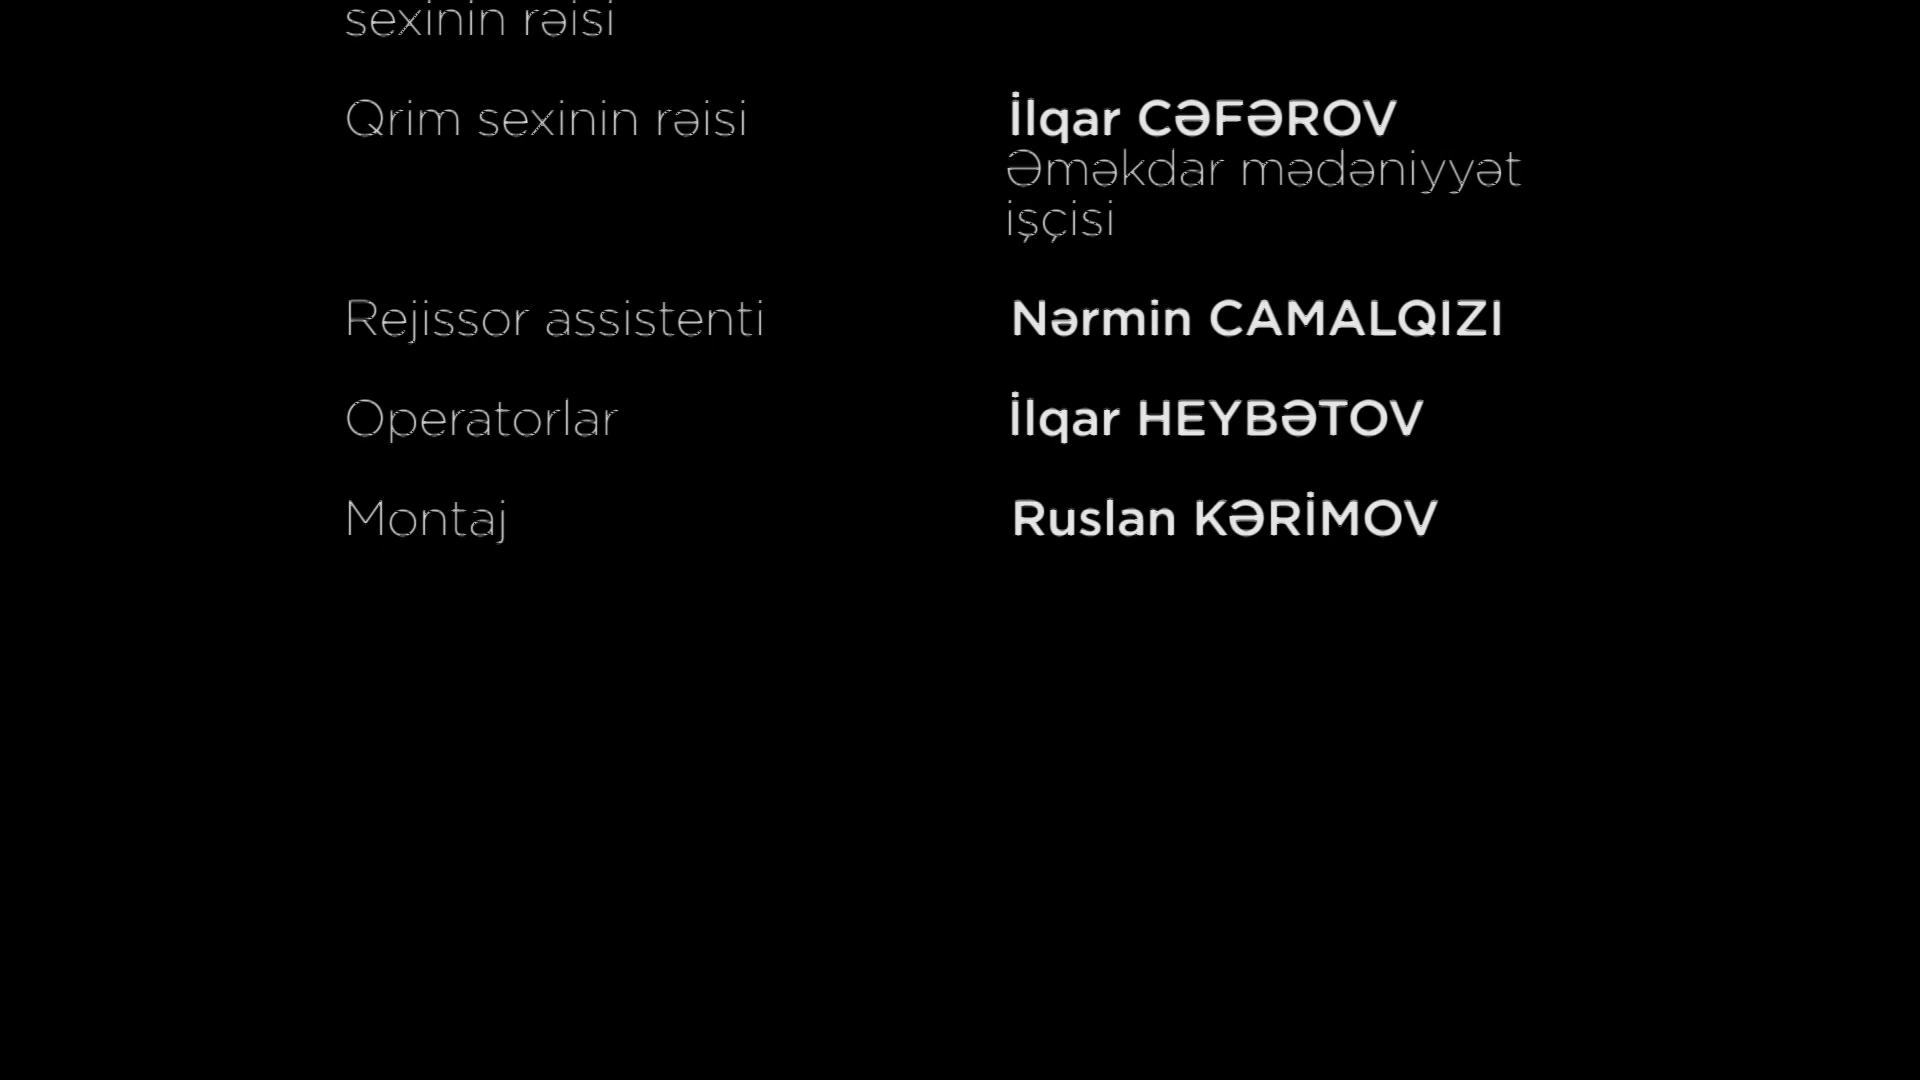 sexinin rəisi
Qrim sexinin rəisi İlqar CƏFƏROV
Əməkdar mədəniyyət
işçisi
Rejissor assistenti Nərmin CAMALQIZI
Operatorlar İlqar HEYBƏTOV
Montaj Ruslan KƏRİMOV